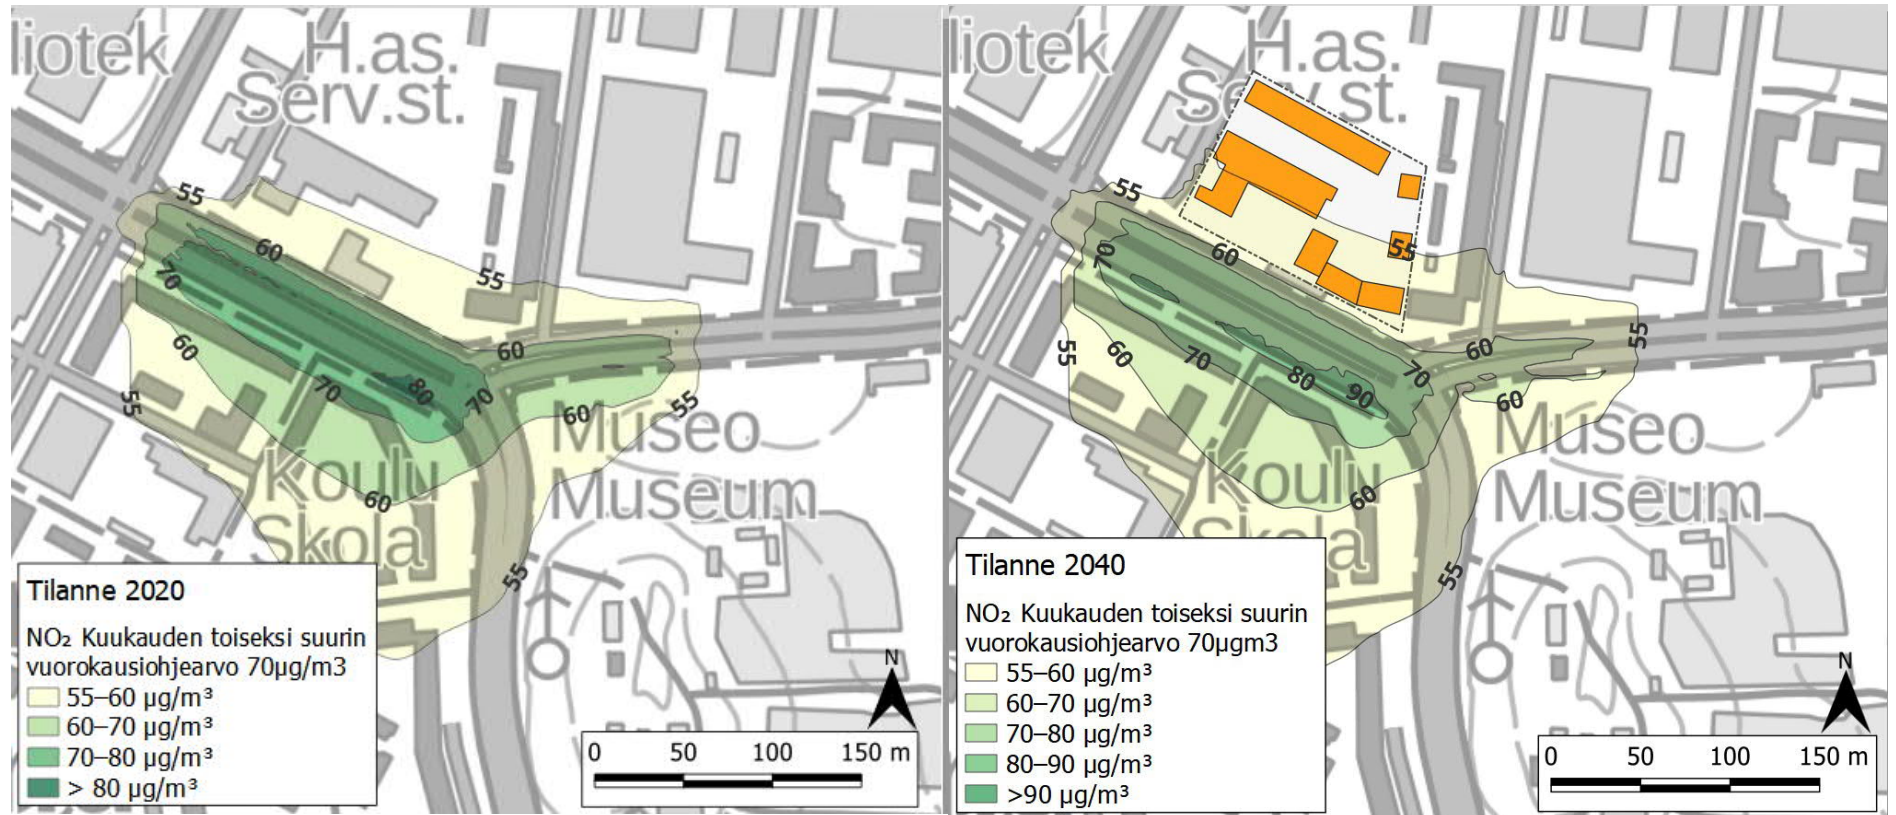 liotek
H.as.
Serv.st.
55
60
55
70
60
60
55
80
70
70
60
55
60
Museo
Museum
Koulu
Skola
60
55
Tilanne 2020
NO₂ Kuukauden toiseksi suurin
vuorokausiohjearvo 70µg/m3
55–60 µg/m³
60–70 µg/m³
70–80 µg/m³
> 80 µg/m³
N
0 50 100 150 m
liotek
H.as.
Serv.st.
55
70
60
55
55
60
55
60
70
80
90
70
60
Museo
Museum
Koulu
Skola
60
55
Tilanne 2040
NO₂ Kuukauden toiseksi suurin
vuorokausiohjearvo 70µgm3
55–60 µg/m³
60–70 µg/m³
70–80 µg/m³
80–90 µg/m³
>90 µg/m³
N
0 50 100 150 m